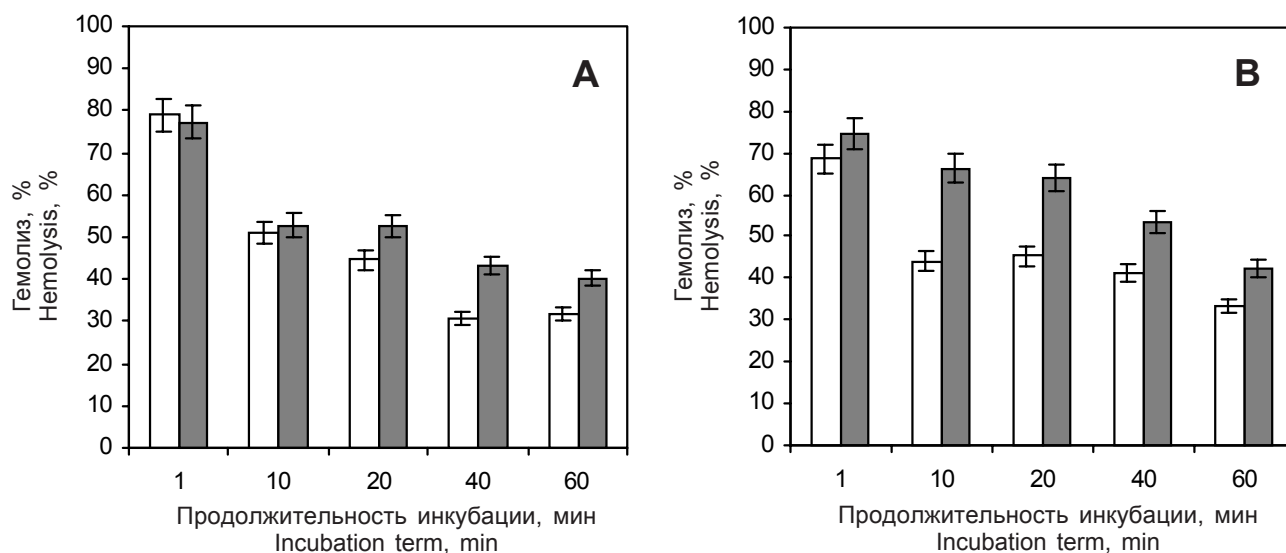 A
100
90
80
70
60
50
40
30
20
10
0
Гемолиз, %
Hemolysis, %
1 10 20 40 60
Продолжительность инкубации, мин
Incubation term, min
B
100
90
80
70
60
50
40
30
20
10
0
Гемолиз, %
Hemolysis, %
1 10 20 40 60
Продолжительность инкубации, мин
Incubation term, min